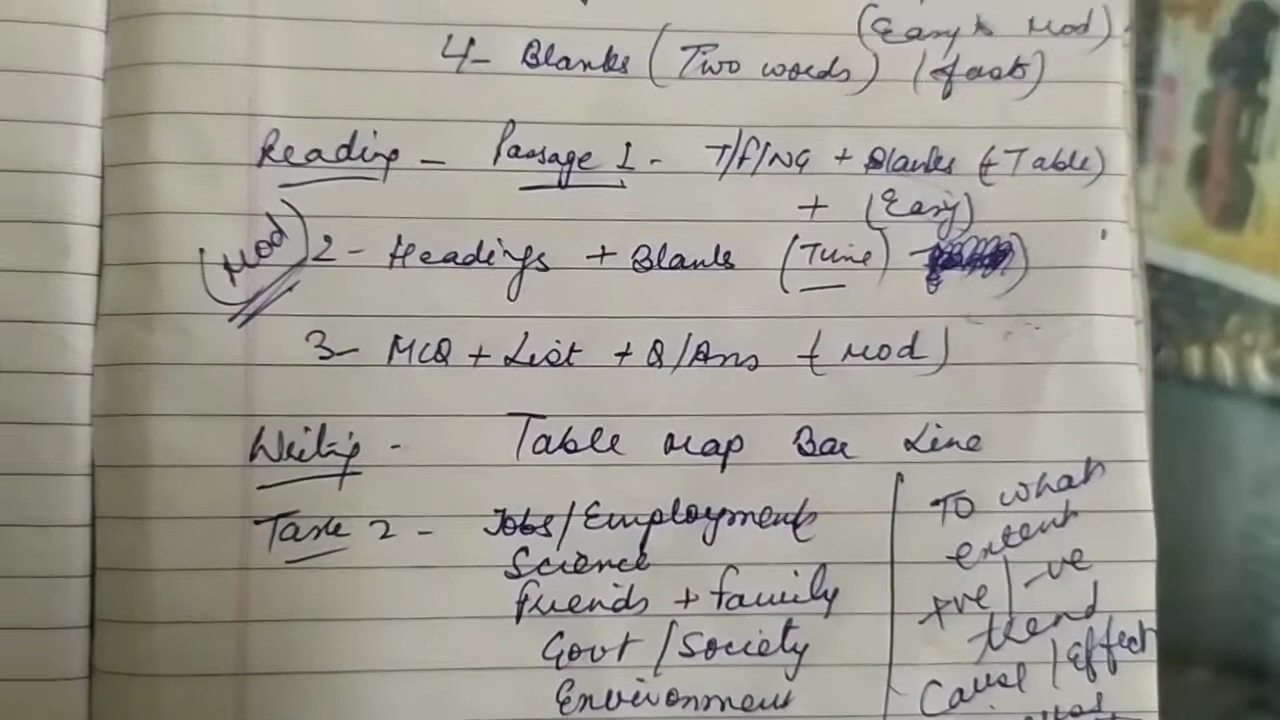 (Easy to Mod)
4- Blanks (Two words) (fast)
Reading - Passage 1 - T/F/NG + Blanks (Table)
+ (Easy)
(Mod) 2 - Headings + Blanks (Time)
3- MCQ + List + Q/Ans (Mod)
Writing - Table Map Bar Line
Task 2 - Jobs/Employment
Science
Friends + family
Govt / Society
Environment
To what
extent
+ve | -ve
trend
Cause / Effect